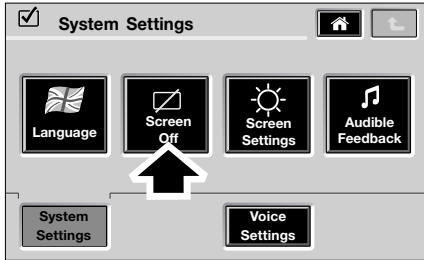 System Settings
Language
Screen
Off
Screen
Settings
Audible
Feedback
System
Settings
Voice
Settings